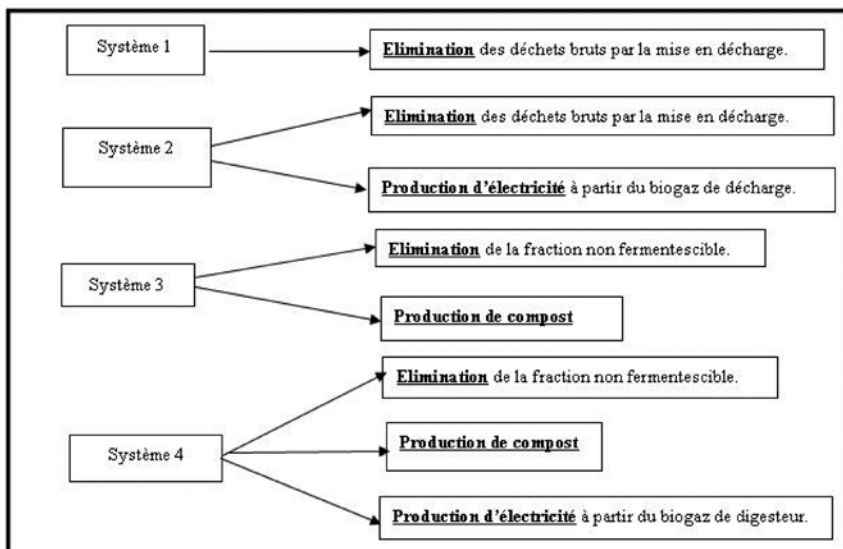 Système 1
Elimination des déchets bruts par la mise en décharge.
Système 2
Elimination des déchets bruts par la mise en décharge.
Production d'électricité à partir du biogaz de décharge.
Système 3
Elimination de la fraction non fermentescible.
Production de compost
Système 4
Elimination de la fraction non fermentescible.
Production de compost
Production d'électricité à partir du biogaz de digesteur.